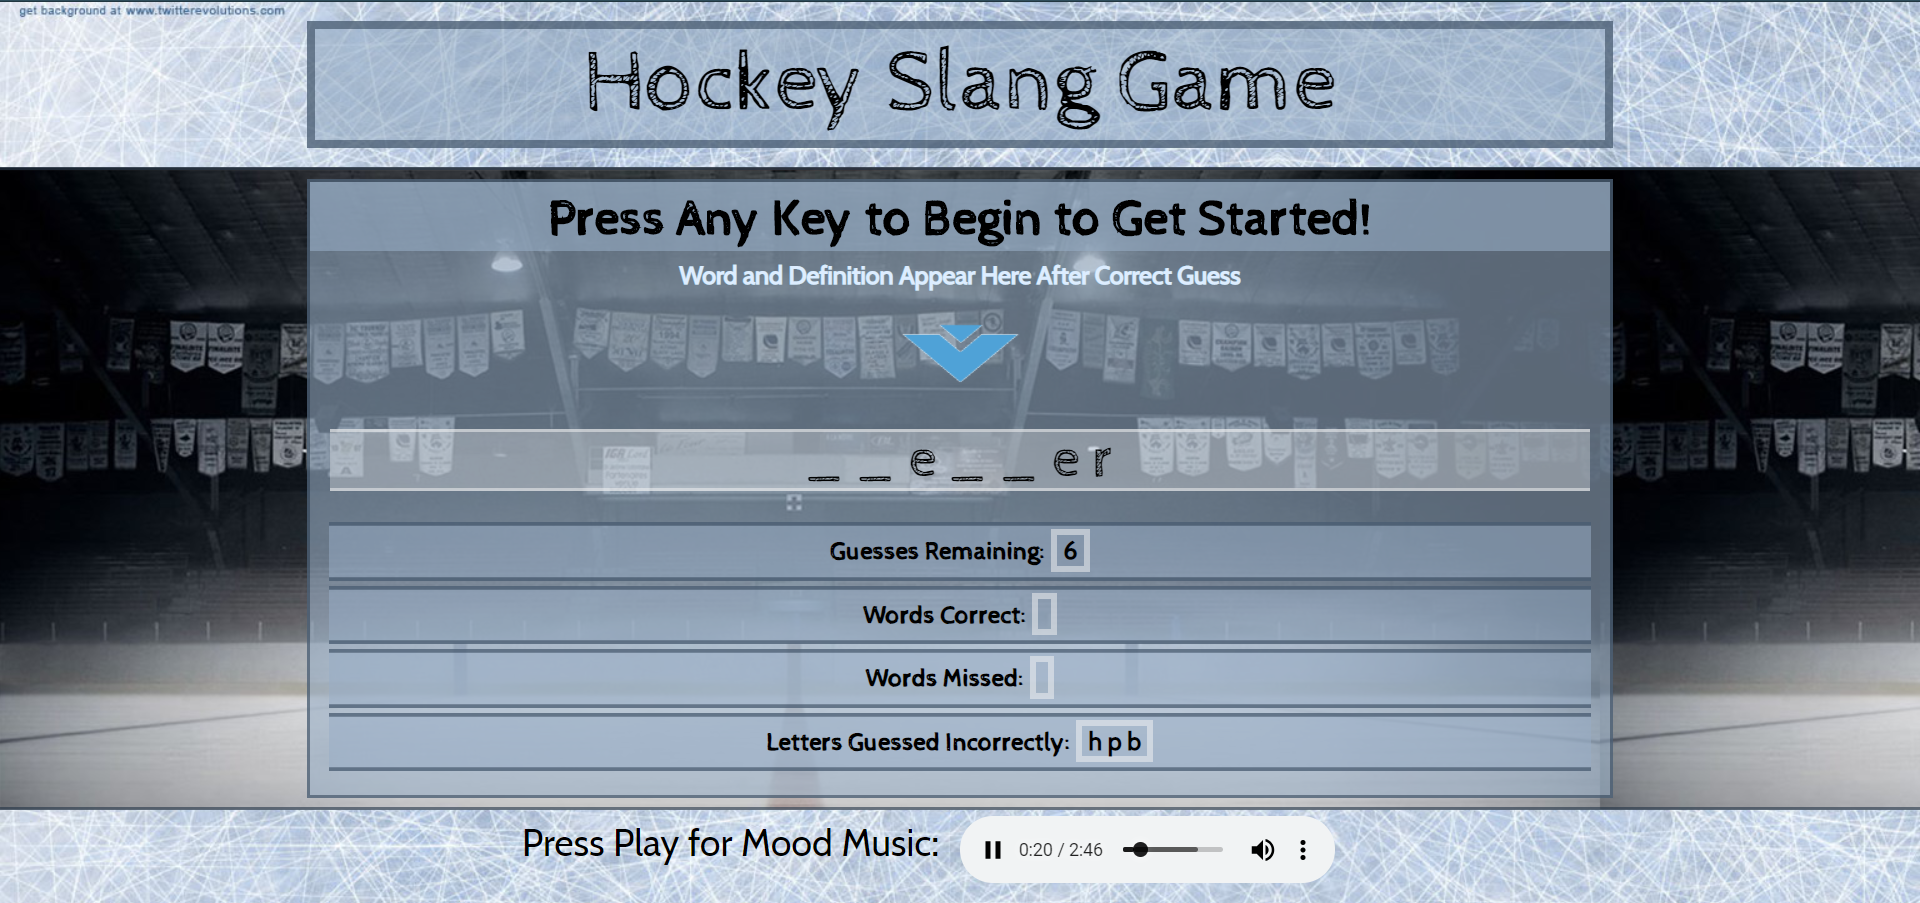 get background at www.twitterevolutions.com
Hockey Slang Game
Press Any Key to Begin to Get Started!
Word and Definition Appear Here After Correct Guess
_ _ e _ _ e r
Guesses Remaining: 6
Words Correct:
Words Missed:
Letters Guessed Incorrectly: h p b
Press Play for Mood Music: 0:20 / 2:46